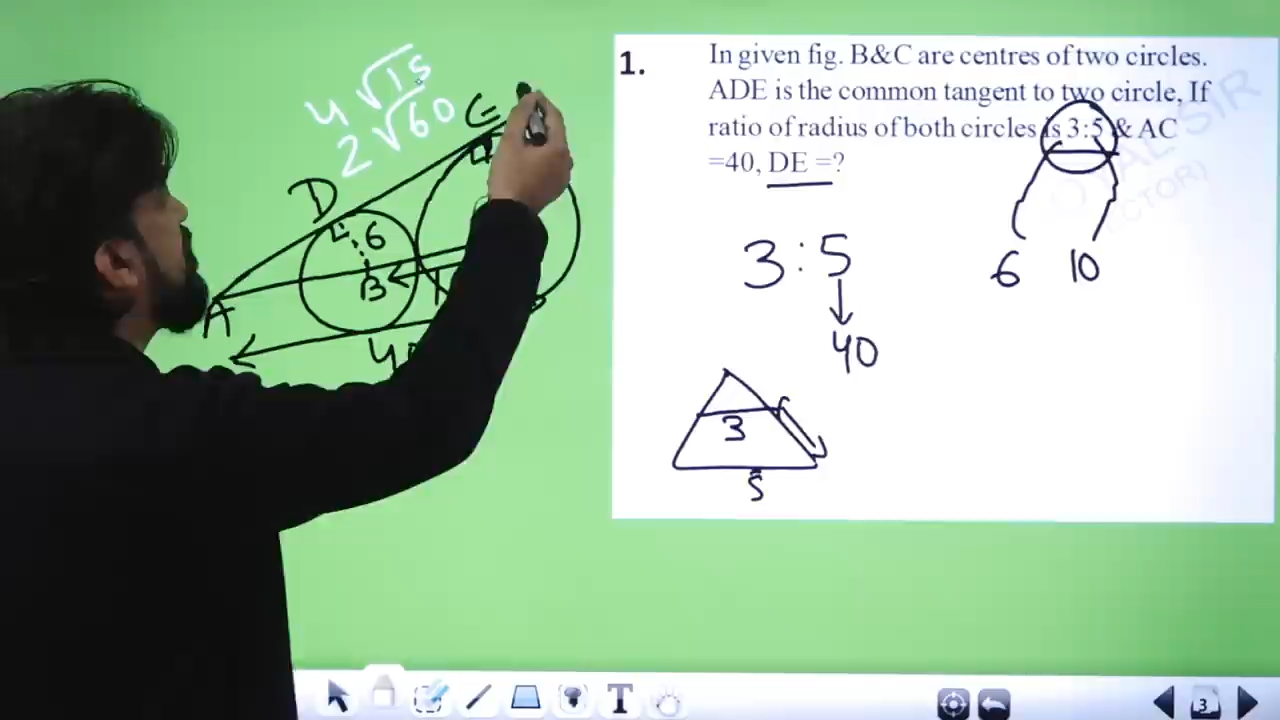 1.
In given fig. B&C are centres of two circles.
ADE is the common tangent to two circle, If
ratio of radius of both circles is 3:5 & AC
=40, DE =?
4√15
2√60
E
D
6
B
A
3:5
40
6 10
3
5
T
3